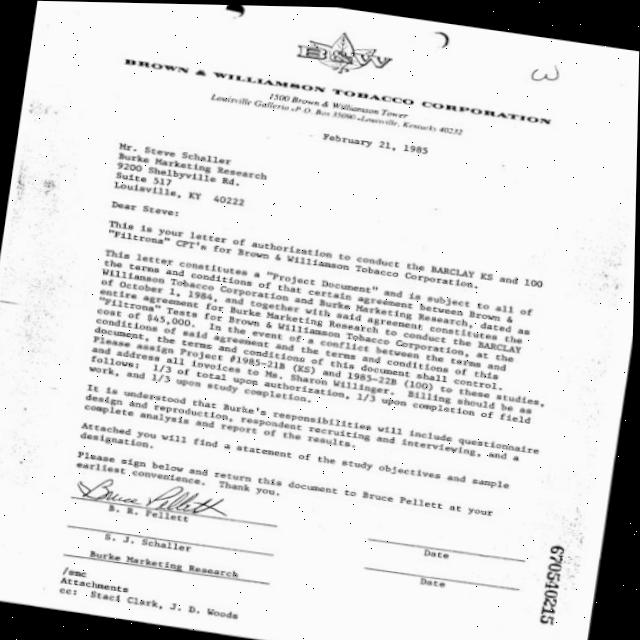 B&W
BROWN & WILLIAMSON TOBACCO CORPORATION
1500 Brown & Williamson Tower
Louisville Galleria • P.O. Box 35090 • Louisville, Kentucky 40232
February 21, 1985
Mr. Steve Schaller
Burke Marketing Research
9200 Shelbyville Rd.
Suite 517
Louisville, KY 40222
Dear Steve:
This is your letter of authorization to conduct the BARCLAY KS and 100
"Filtrona" CPT's for Brown & Williamson Tobacco Corporation.
This letter constitutes a "Project Document" and is subject to all of
the terms and conditions of that certain agreement between Brown &
Williamson Tobacco Corporation and Burke Marketing Research, dated as
of October 1, 1984, and together with said agreement constitutes the
entire agreement for Burke Marketing Research to conduct the BARCLAY
"Filtrona" Tests for Brown & Williamson Tobacco Corporation, at the
cost of $45,000. In the event of a conflict between the terms and
conditions of said agreement and the terms and conditions of this
document, the terms and conditions of this document shall control.
Please assign Project #1985-21B (KS) and 1985-22B (100) to these studies,
and address all invoices to Ms. Sharon Willinger. Billing should be as
follows: 1/3 of total upon authorization, 1/3 upon completion of field
work, and 1/3 upon study completion.
It is understood that Burke's responsibilities will include questionnaire
design and reproduction, respondent recruiting and interviewing, and a
complete analysis and report of the results.
Attached you will find a statement of the study objectives and sample
designation.
Please sign below and return this document to Bruce Pellett at your
earliest convenience. Thank you.
Bruce Pellett
B. R. Pellett
S. J. Schaller
Date
Burke Marketing Research
Date
/smc
Attachments
cc: Staci Clark, J. D. Woods
670510215